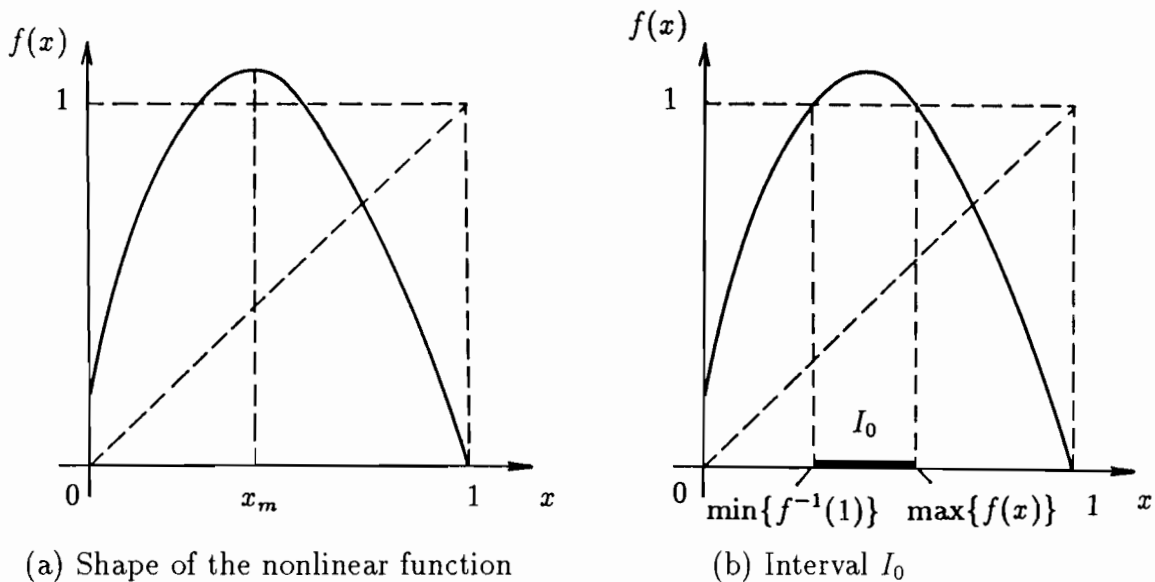 f(x)
1
0
x_m
1
x
(a) Shape of the nonlinear function
f(x)
1
I_0
0
min{f^{-1}(1)}
max{f(x)}
1
x
(b) Interval I_0